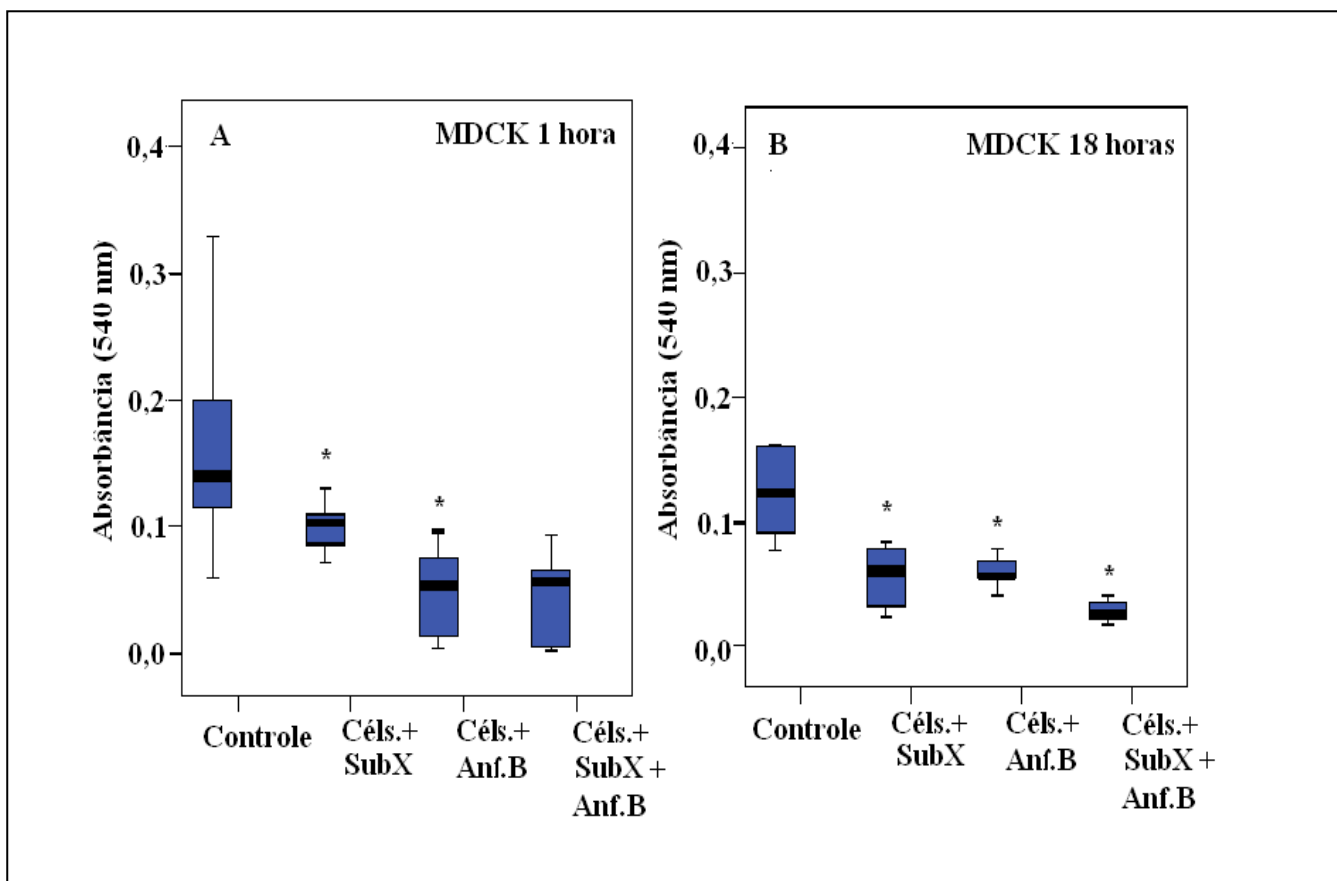 A
MDCK 1 hora
Absorbância (540 nm)
0,4
0,3
0,2
0,1
0,0
*
*
Controle
Céls.+
SubX
Céls.+
Anf.B
Céls.+
SubX +
Anf.B
B
MDCK 18 horas
Absorbância (540 nm)
0,4
0,3
0,2
0,1
0,0
*
*
*
Controle
Céls.+
SubX
Céls.+
Anf.B
Céls.+
SubX +
Anf.B